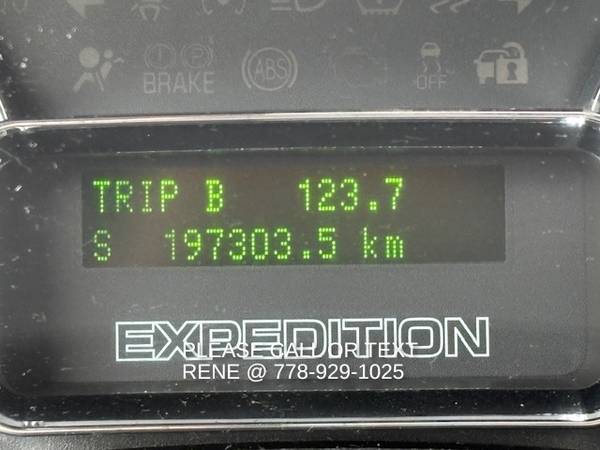 BRAKE
ABS
OFF
TRIP B 123.7
S 197303.5 km
EXPEDITION
PLEASE CALL OR TEXT
RENE @ 778-929-1025